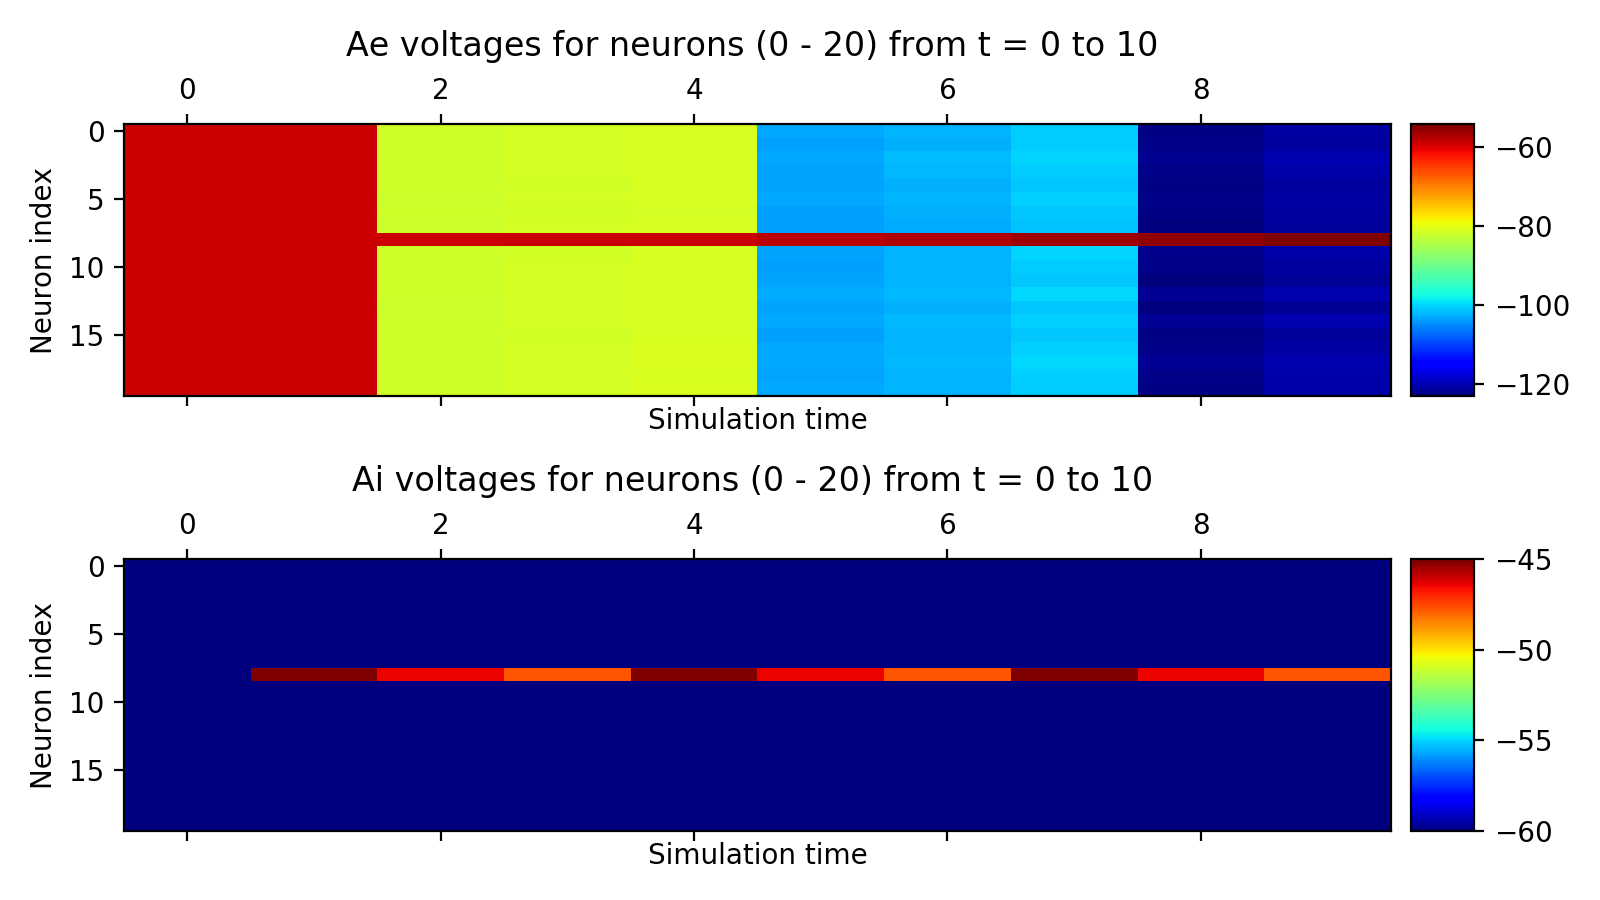 Ae voltages for neurons (0 - 20) from t = 0 to 10
0 2 4 6 8
Neuron index
0
5
10
15
−60
−80
−100
−120
Simulation time
Ai voltages for neurons (0 - 20) from t = 0 to 10
0 2 4 6 8
Neuron index
0
5
10
15
−45
−50
−55
−60
Simulation time